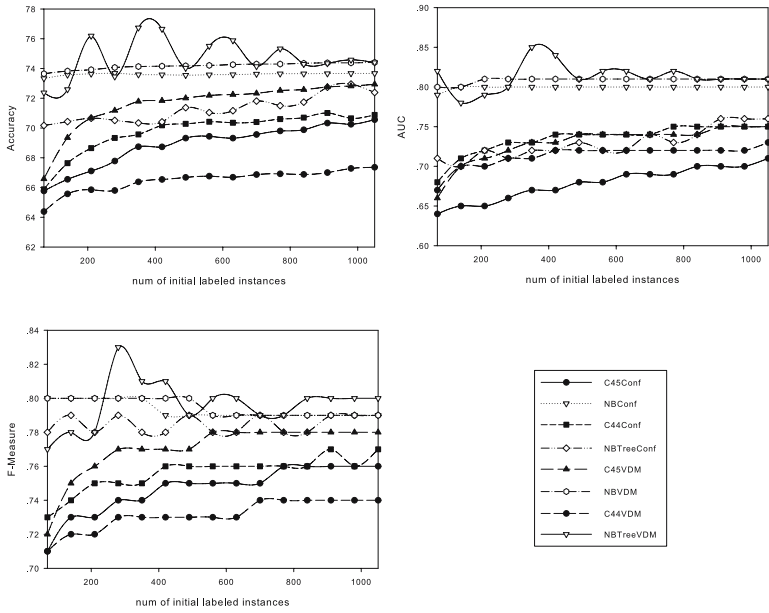 78
76
74
72
70
68
66
64
62
Accuracy
200 400 600 800 1000
num of initial labeled instances
.90
.85
.80
.75
.70
.65
.60
AUC
200 400 600 800 1000
num of initial labeled instances
.84
.82
.80
.78
.76
.74
.72
.70
F-Measure
200 400 600 800 1000
num of initial labeled instances
C45Conf
NBConf
C44Conf
NBTreeConf
C45VDM
NBVDM
C44VDM
NBTreeVDM